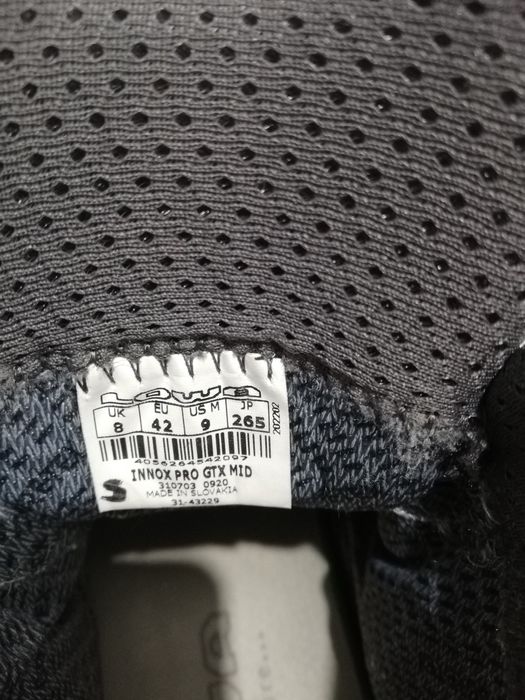 LOWA
UK EU US M JP
8 42 9 265
202202
4056264542097
INNOX PRO GTX MID
310703 0920
S MADE IN SLOVAKIA
31-43229